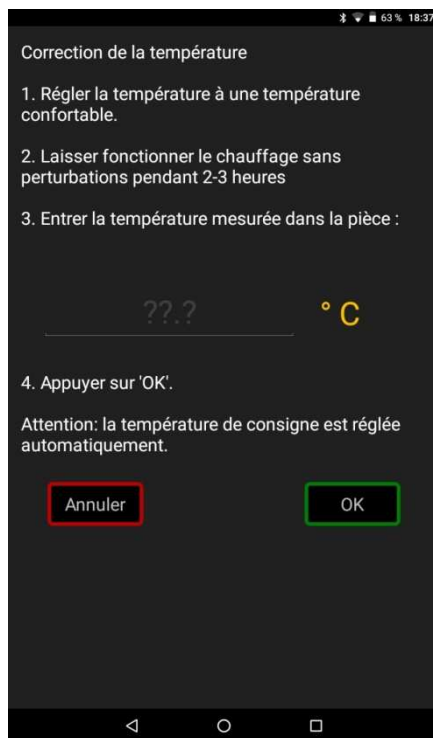 63 % 18:37
Correction de la température
1. Régler la température à une température
confortable.
2. Laisser fonctionner le chauffage sans
perturbations pendant 2-3 heures
3. Entrer la température mesurée dans la pièce :
??.?
° C
4. Appuyer sur 'OK'.
Attention: la température de consigne est réglée
automatiquement.
Annuler
OK